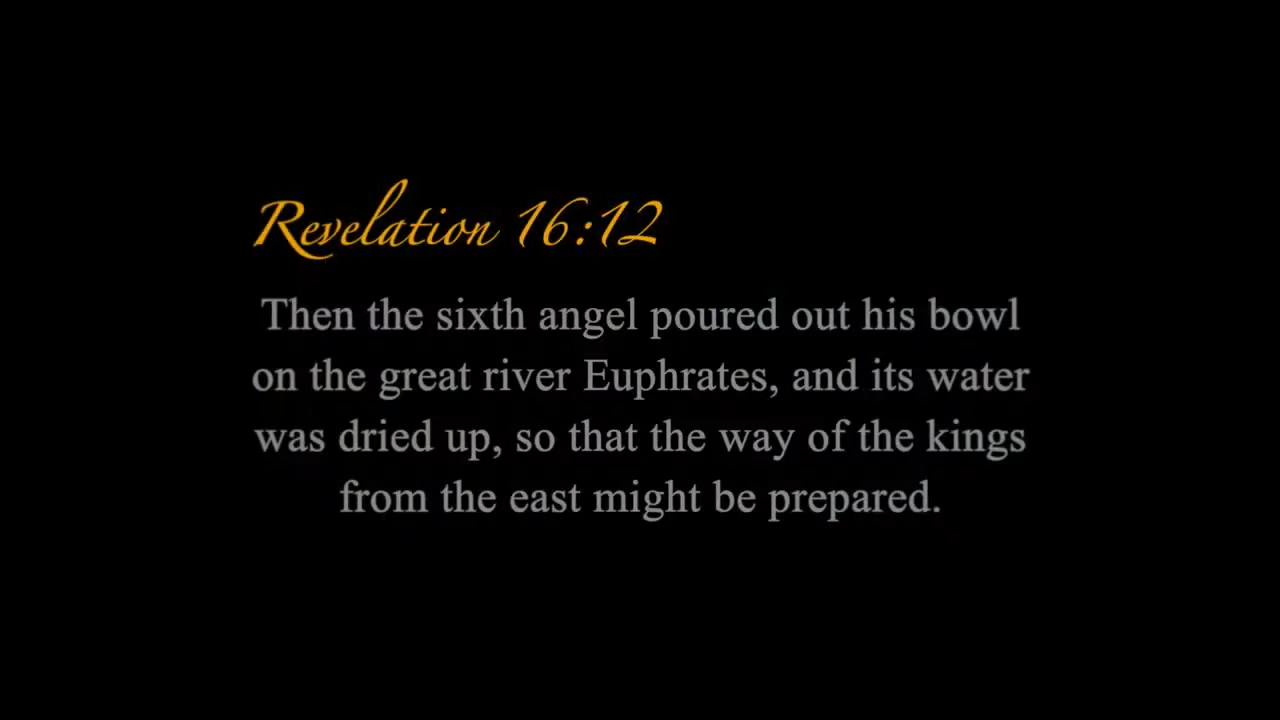 Revelation 16:12
Then the sixth angel poured out his bowl
on the great river Euphrates, and its water
was dried up, so that the way of the kings
from the east might be prepared.